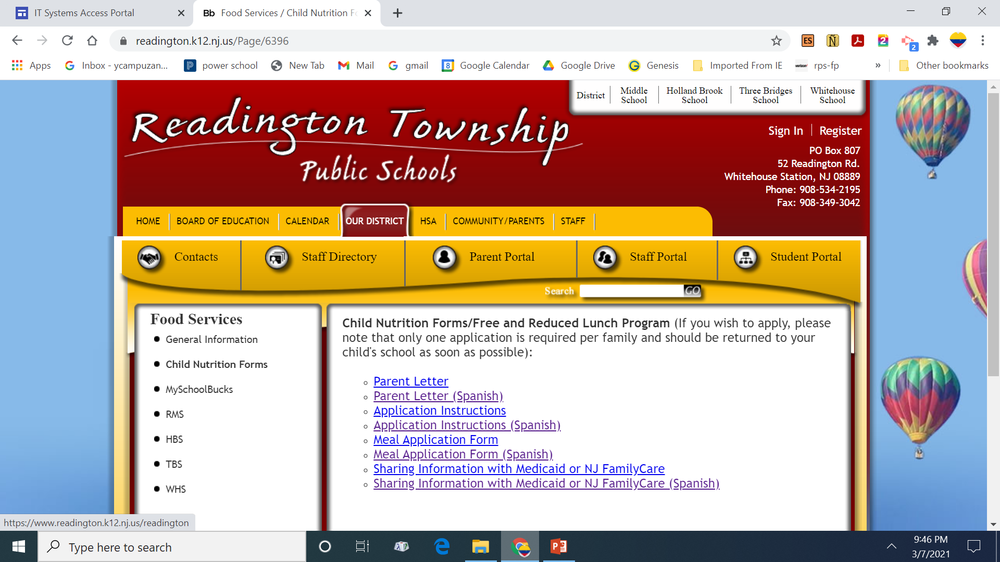 IT Systems Access Portal
Bb Food Services / Child Nutrition Fo
readington.k12.nj.us/Page/6396
ES Ñ 2 2
Apps Inbox - ycampuzan... power school New Tab Mail gmail 8 Google Calendar Google Drive Genesis Imported From IE rps-fp » Other bookmarks
District
Middle School
Holland Brook School
Three Bridges School
Whitehouse School
Readington Township
Public Schools
Sign In Register
PO Box 807
52 Readington Rd.
Whitehouse Station, NJ 08889
Phone: 908-534-2195
Fax: 908-349-3042
HOME BOARD OF EDUCATION CALENDAR OUR DISTRICT HSA COMMUNITY/PARENTS STAFF
Contacts Staff Directory Parent Portal Staff Portal Student Portal
Search GO
Food Services
General Information
Child Nutrition Forms
MySchoolBucks
RMS
HBS
TBS
WHS
Child Nutrition Forms/Free and Reduced Lunch Program (If you wish to apply, please
note that only one application is required per family and should be returned to your
child's school as soon as possible):
Parent Letter
Parent Letter (Spanish)
Application Instructions
Application Instructions (Spanish)
Meal Application Form
Meal Application Form (Spanish)
Sharing Information with Medicaid or NJ FamilyCare
Sharing Information with Medicaid or NJ FamilyCare (Spanish)
https://www.readington.k12.nj.us/readington
Type here to search
9:46 PM
3/7/2021